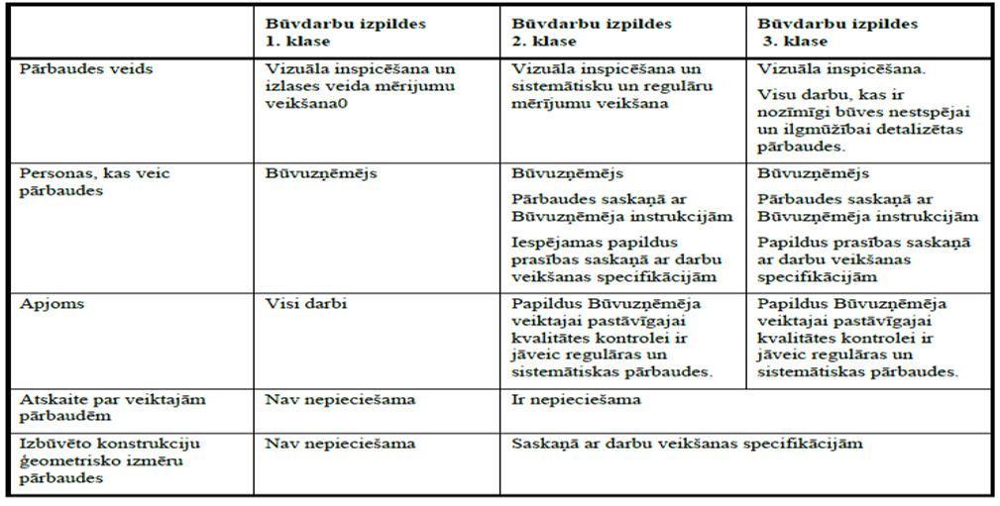 Būvdarbu izpildes
1. klase
Būvdarbu izpildes
2. klase
Būvdarbu izpildes
3. klase
Pārbaudes veids
Vizuāla inspicēšana un
izlases veida mērijumu
veikšana0
Vizuāla inspicēšana un
sistemātisku un regulāru
mērījumu veikšana
Vizuāla inspicēšana.
Visu darbu, kas ir
nozīmīgi būves nestspējai
un ilgmūžībai detalizētas
pārbaudes.
Personas, kas veic
pārbaudes
Būvuzņēmējs
Būvuzņēmējs
Pārbaudes saskaņā ar
Būvuzņēmēja instrukcijām
Iespējamas papildus
prasības saskaņā ar darbu
veikšanas specifikācijām
Būvuzņēmējs
Pārbaudes saskaņā ar
Būvuzņēmēja instrukcijām
Papildus prasības saskaņā
ar darbu veikšanas
specifikācijām
Apjoms
Visi darbi
Papildus Būvuzņēmēja
veiktajai pastāvīgajai
kvalitātes kontrolei ir
jāveic regulāras un
sistemātiskas pārbaudes.
Papildus Būvuzņēmēja
veiktajai pastāvīgajai
kvalitātes kontrolei ir
jāveic regulāras un
sistemātiskas pārbaudes.
Atskaite par veiktajām
pārbaudēm
Nav nepieciešama
Ir nepieciešama
Izbūvēto konstrukciju
ģeometrisko izmēru
pārbaudes
Nav nepieciešama
Saskaņā ar darbu veikšanas specifikācijām